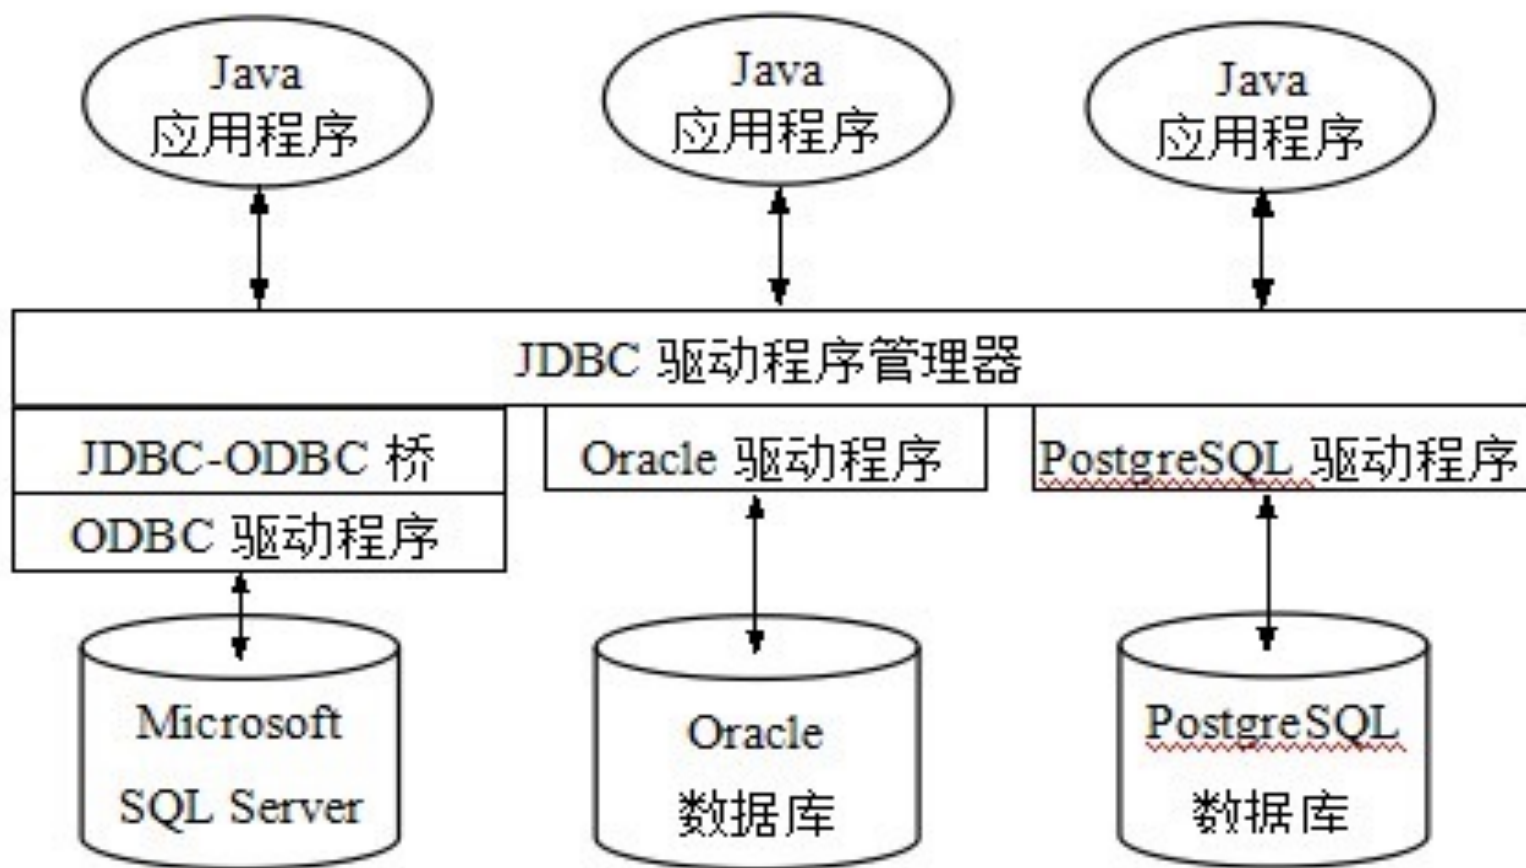 Java
应用程序
Java
应用程序
Java
应用程序
JDBC 驱动程序管理器
JDBC-ODBC 桥
Oracle 驱动程序
PostgreSQL 驱动程序
ODBC 驱动程序
Microsoft
SQL Server
Oracle
数据库
PostgreSQL
数据库